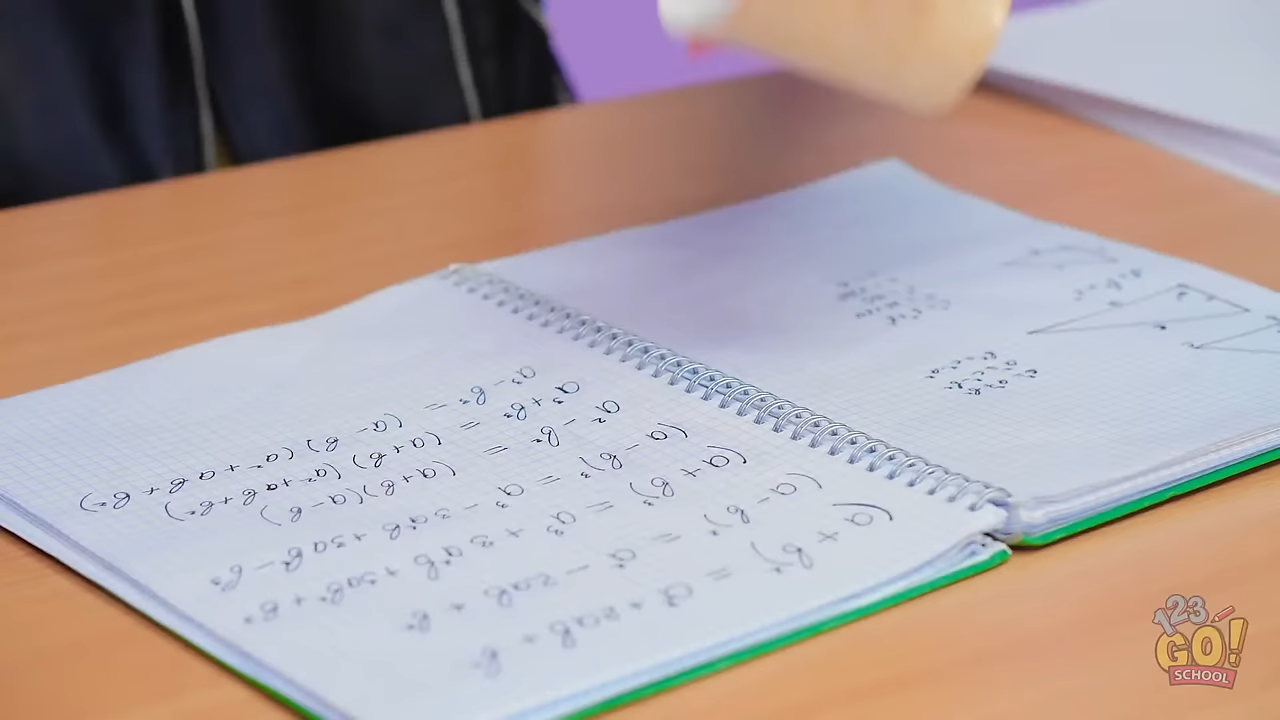 (a + b)² = a² + 2ab + b²
(a - b)² = a² - 2ab + b²
(a + b)³ = a³ + 3a²b + 3ab² + b³
(a - b)³ = a³ - 3a²b + 3ab² - b³
a² - b² = (a + b)(a - b)
a³ + b³ = (a + b)(a² + ab + b²)
a³ - b³ = (a - b)(a² + ab + b²)
123
GO!
SCHOOL